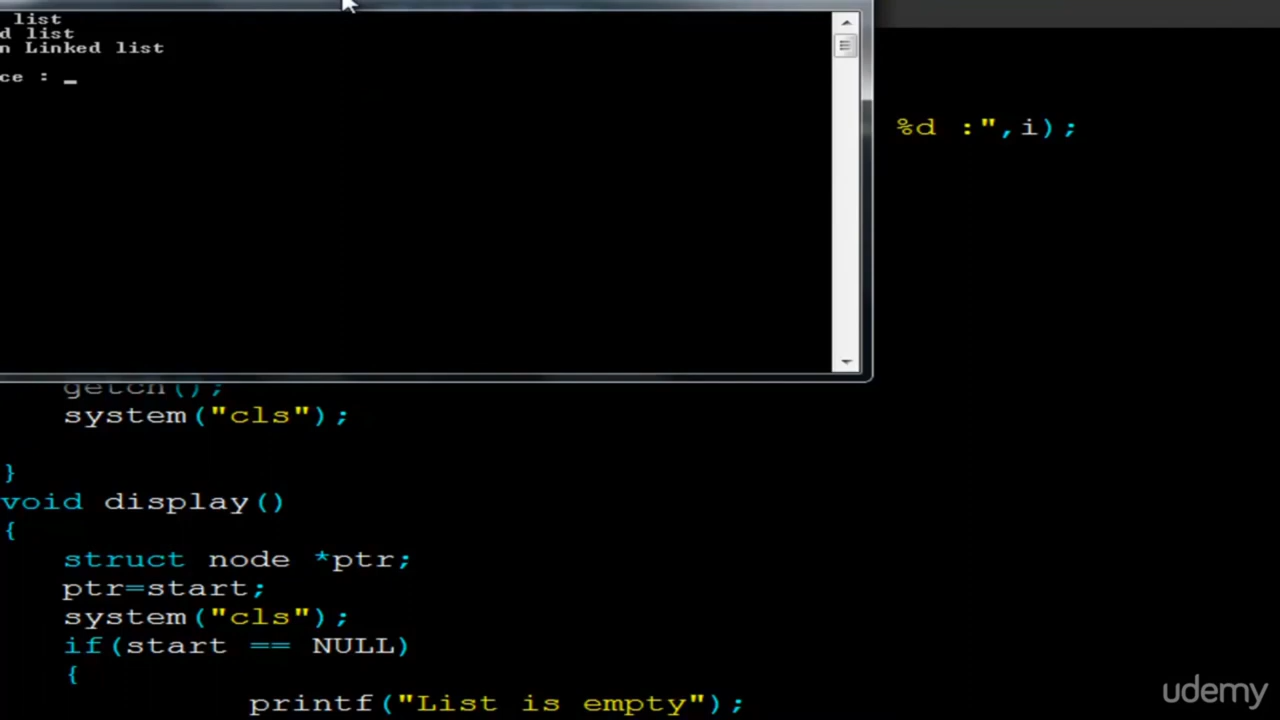 list
d list
n Linked list
ce : _
%d :",i);
getch();
system("cls");
}
void display()
{
struct node *ptr;
ptr=start;
system("cls");
if(start == NULL)
{
printf("List is empty");
udemy